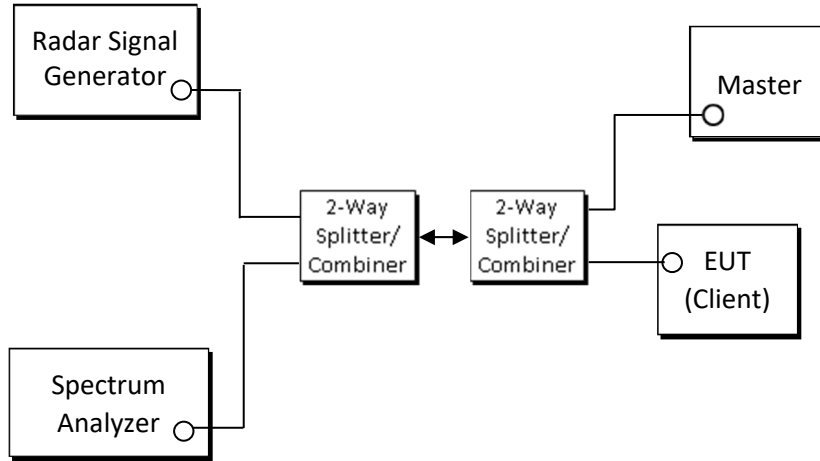 Radar Signal
Generator
Master
2-Way
Splitter/
Combiner
2-Way
Splitter/
Combiner
EUT
(Client)
Spectrum
Analyzer